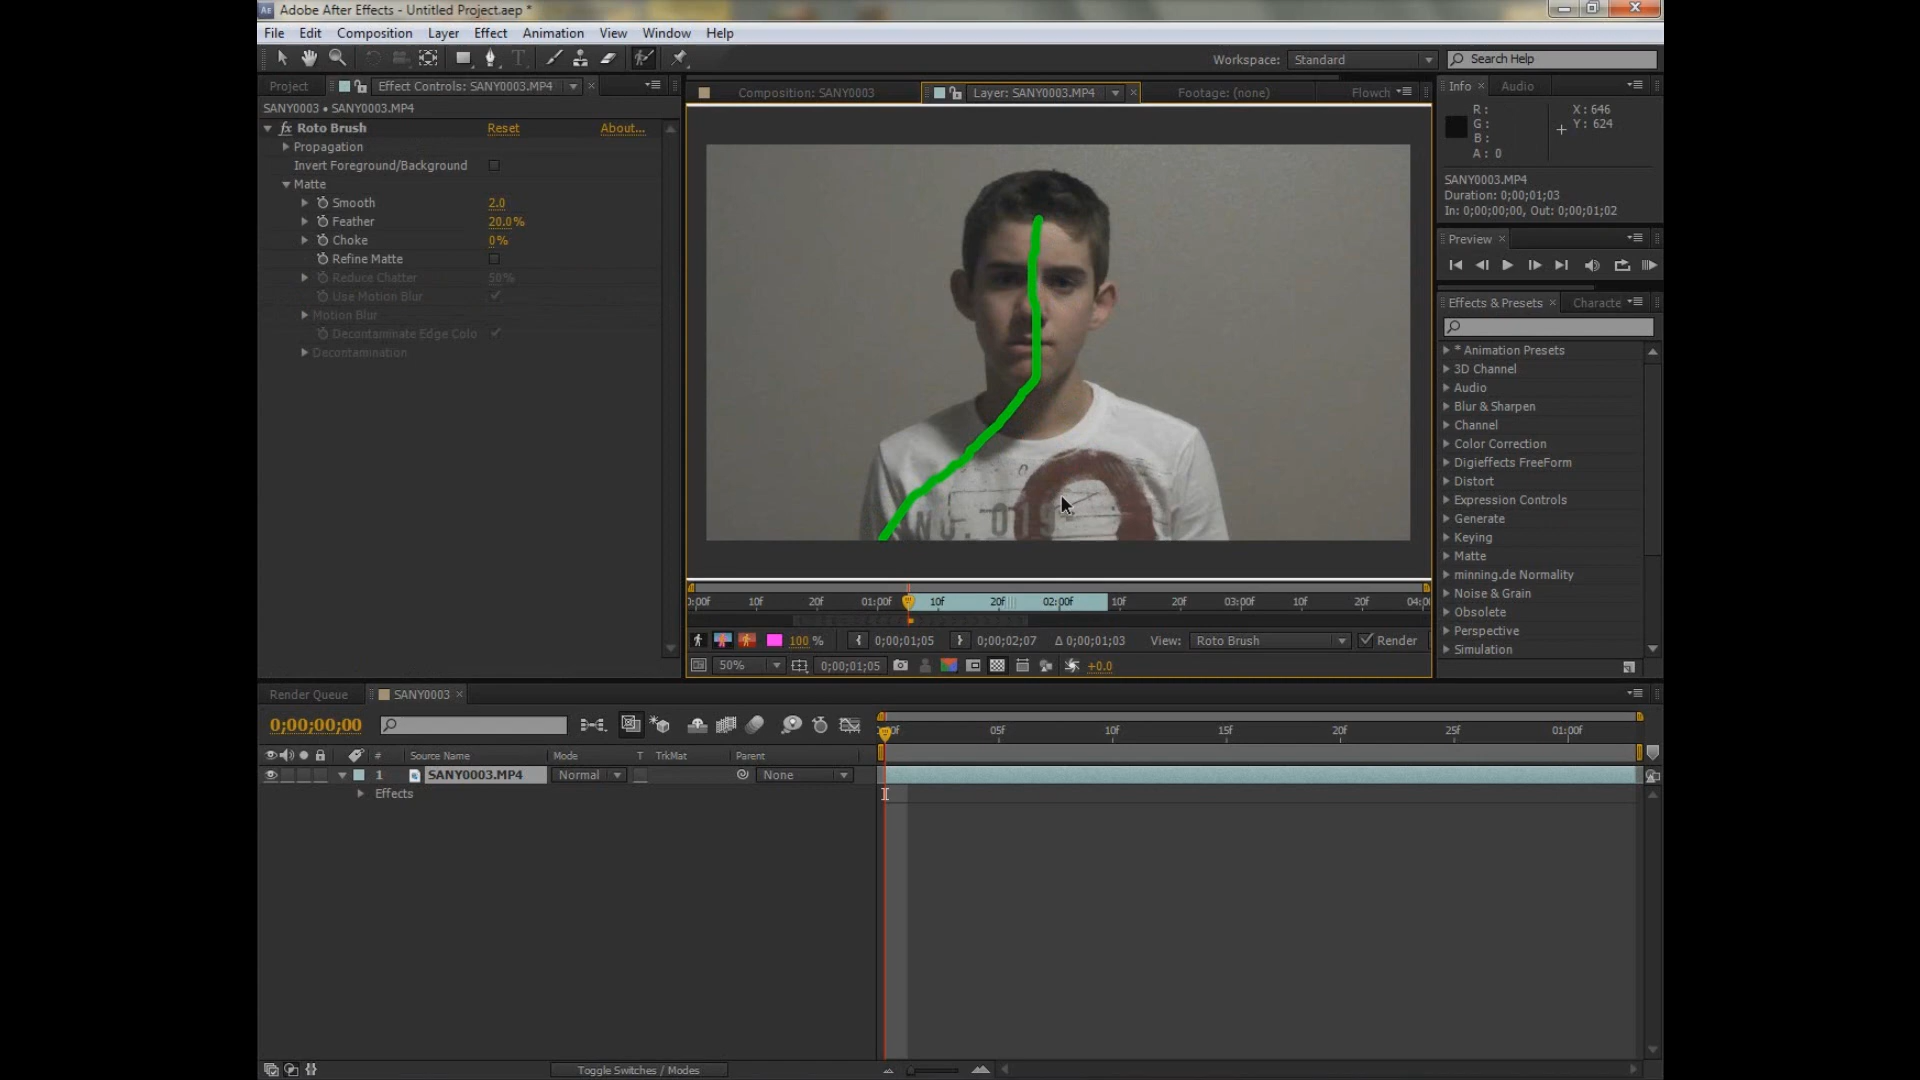 Ae Adobe After Effects - Untitled Project.aep *
File Edit Composition Layer Effect Animation View Window Help
Workspace: Standard Search Help
Project Effect Controls: SANY0003.MP4
SANY0003 • SANY0003.MP4
fx Roto Brush Reset About...
Propagation
Invert Foreground/Background
Matte
Smooth 2.0
Feather 20.0%
Choke 0%
Refine Matte
Reduce Chatter 50%
Use Motion Blur
Motion Blur
Decontaminate Edge Colo
Decontamination
Composition: SANY0003 Layer: SANY0003.MP4 Footage: (none) Flowch
NO. 009
0:00f 10f 20f 01:00f 10f 20f 02:00f 10f 20f 03:00f 10f 20f 04:0
100 % 0;00;01;05 0;00;02;07 Δ 0;00;01;03 View: Roto Brush Render
50% 0;00;01;05 +0.0
Info Audio
R: X: 646
G: Y: 624
B:
A: 0
SANY0003.MP4
Duration: 0;00;01;03
In: 0;00;00;00, Out: 0;00;01;02
Preview
Effects & Presets Characte
* Animation Presets
3D Channel
Audio
Blur & Sharpen
Channel
Color Correction
Digieffects FreeForm
Distort
Expression Controls
Generate
Keying
Matte
minning.de Normality
Noise & Grain
Obsolete
Perspective
Simulation
Render Queue SANY0003
0;00;00;00
05f 10f 15f 20f 25f 01:00f
# Source Name Mode T TrkMat Parent
1 SANY0003.MP4 Normal None
Effects
Toggle Switches / Modes